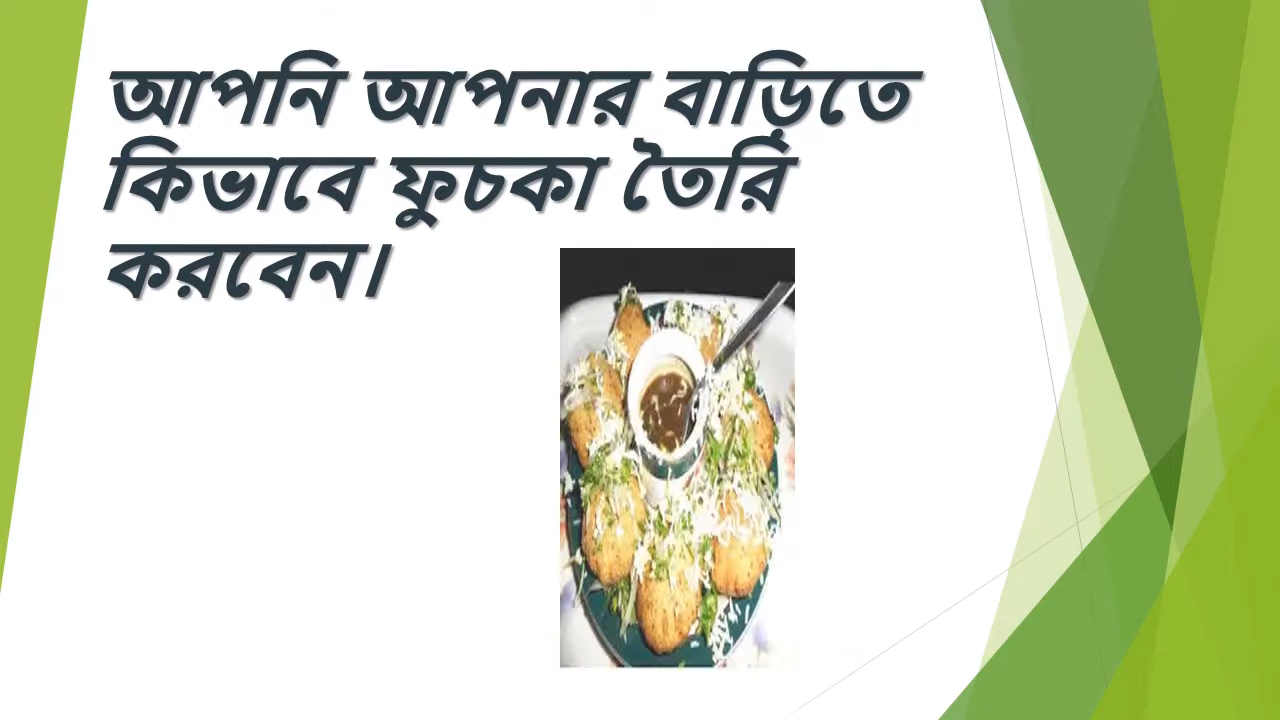 আপনি আপনার বাড়িতে
কিভাবে ফুচকা তৈরি
করবেন।